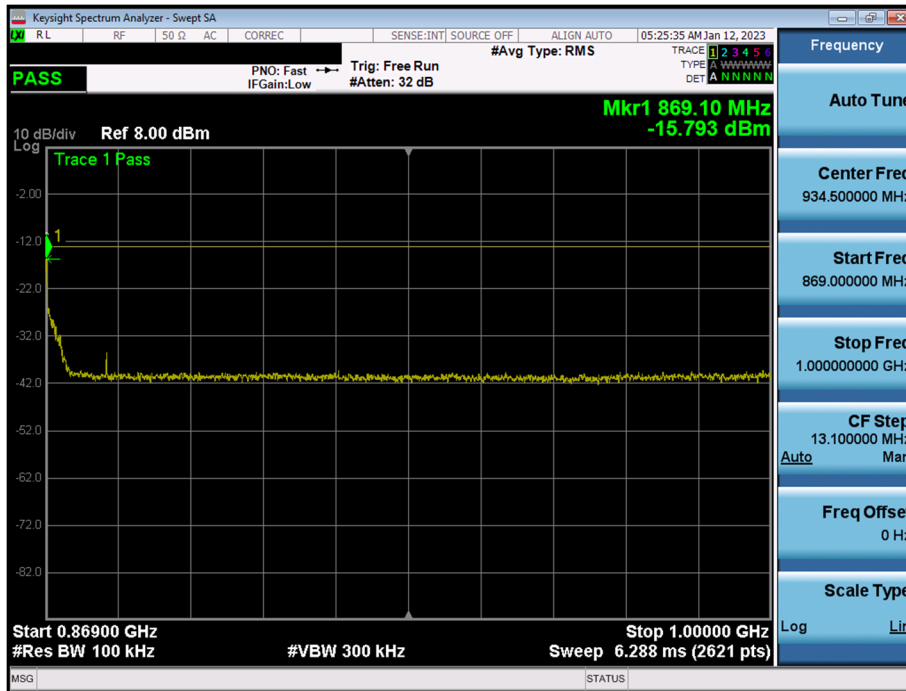 Keysight Spectrum Analyzer - Swept SA
LXI RL RF 50 Ω AC CORREC SENSE:INT SOURCE OFF ALIGN AUTO 05:25:35 AM Jan 12, 2023
#Avg Type: RMS TRACE 1 2 3 4 5 6
PNO: Fast Trig: Free Run TYPE A WWWWW
PASS IFGain:Low #Atten: 32 dB DET A N N N N N
Mkr1 869.10 MHz
-15.793 dBm
10 dB/div Ref 8.00 dBm
Log
Trace 1 Pass
-2.00
1
-12.0
-22.0
-32.0
-42.0
-52.0
-62.0
-72.0
-82.0
Start 0.86900 GHz Stop 1.00000 GHz
#Res BW 100 kHz #VBW 300 kHz Sweep 6.288 ms (2621 pts)
MSG STATUS
Frequency
Auto Tune
Center Freq
934.500000 MHz
Start Freq
869.000000 MHz
Stop Freq
1.000000000 GHz
CF Step
13.100000 MHz
Auto Man
Freq Offset
0 Hz
Scale Type
Log Lin